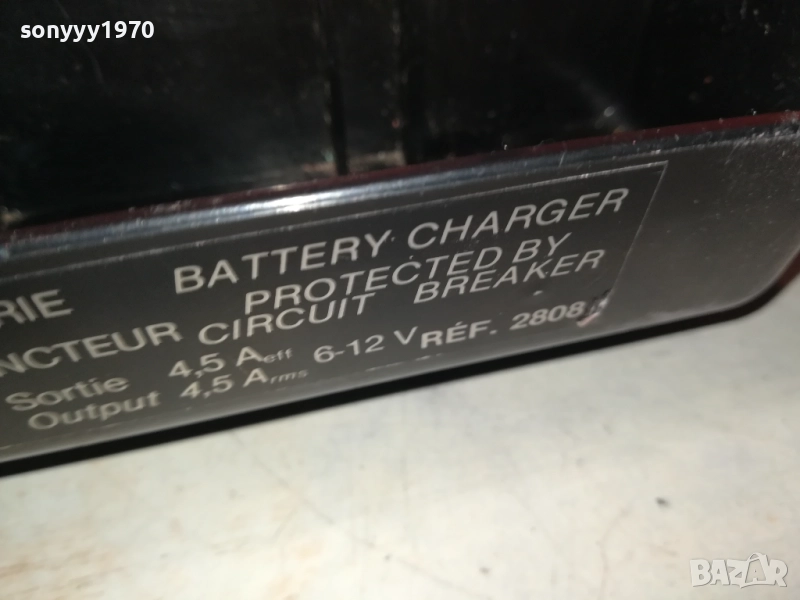 sonyyy1970
RIE BATTERY CHARGER
PROTECTED BY
NCTEUR CIRCUIT BREAKER
Sortie 4,5 Aeff 6-12 V RÉF. 2808
Output 4,5 Arms
BAZAR